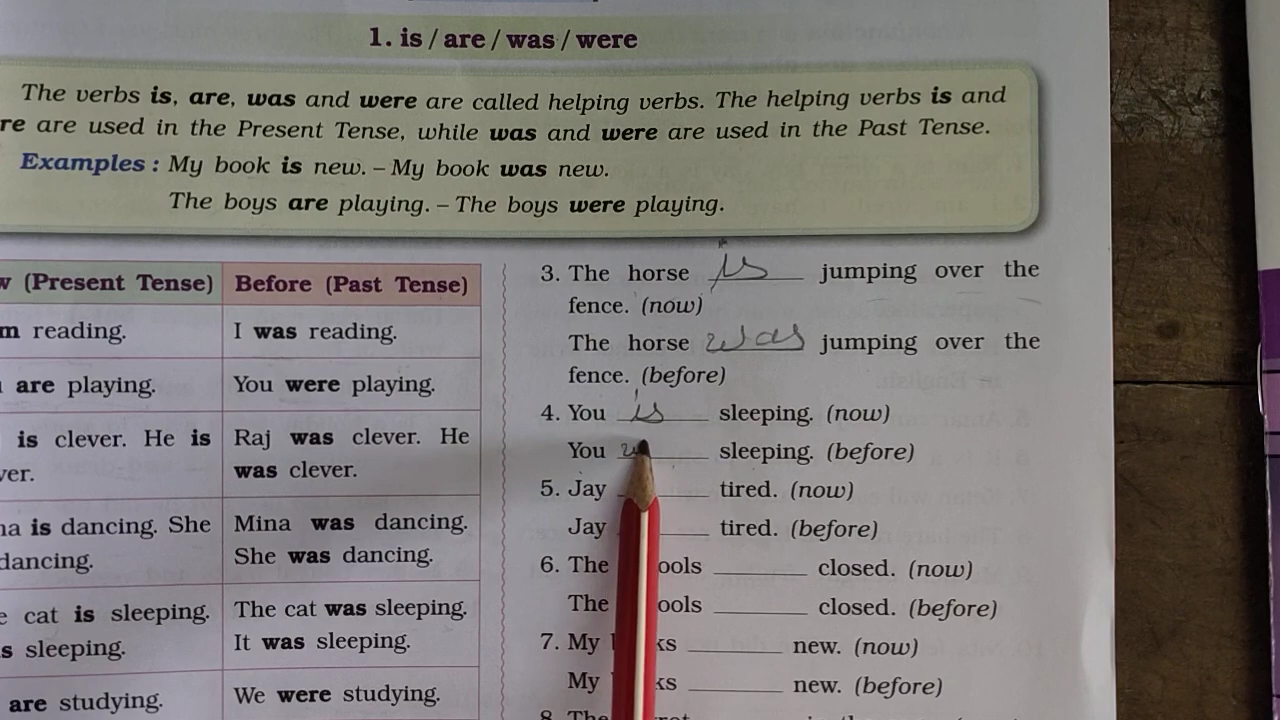 1. is / are / was / were
The verbs is, are, was and were are called helping verbs. The helping verbs is and
re are used in the Present Tense, while was and were are used in the Past Tense.
Examples : My book is new. – My book was new.
The boys are playing. – The boys were playing.
w (Present Tense) Before (Past Tense)
m reading. I was reading.
are playing. You were playing.
is clever. He is Raj was clever. He
ver. was clever.
na is dancing. She Mina was dancing.
dancing. She was dancing.
e cat is sleeping. The cat was sleeping.
s sleeping. It was sleeping.
are studying. We were studying.
3. The horse is jumping over the
fence. (now)
The horse was jumping over the
fence. (before)
4. You is sleeping. (now)
You w sleeping. (before)
5. Jay tired. (now)
Jay tired. (before)
6. The ools ______ closed. (now)
The ools ______ closed. (before)
7. My ks ______ new. (now)
My ks ______ new. (before)
8. The